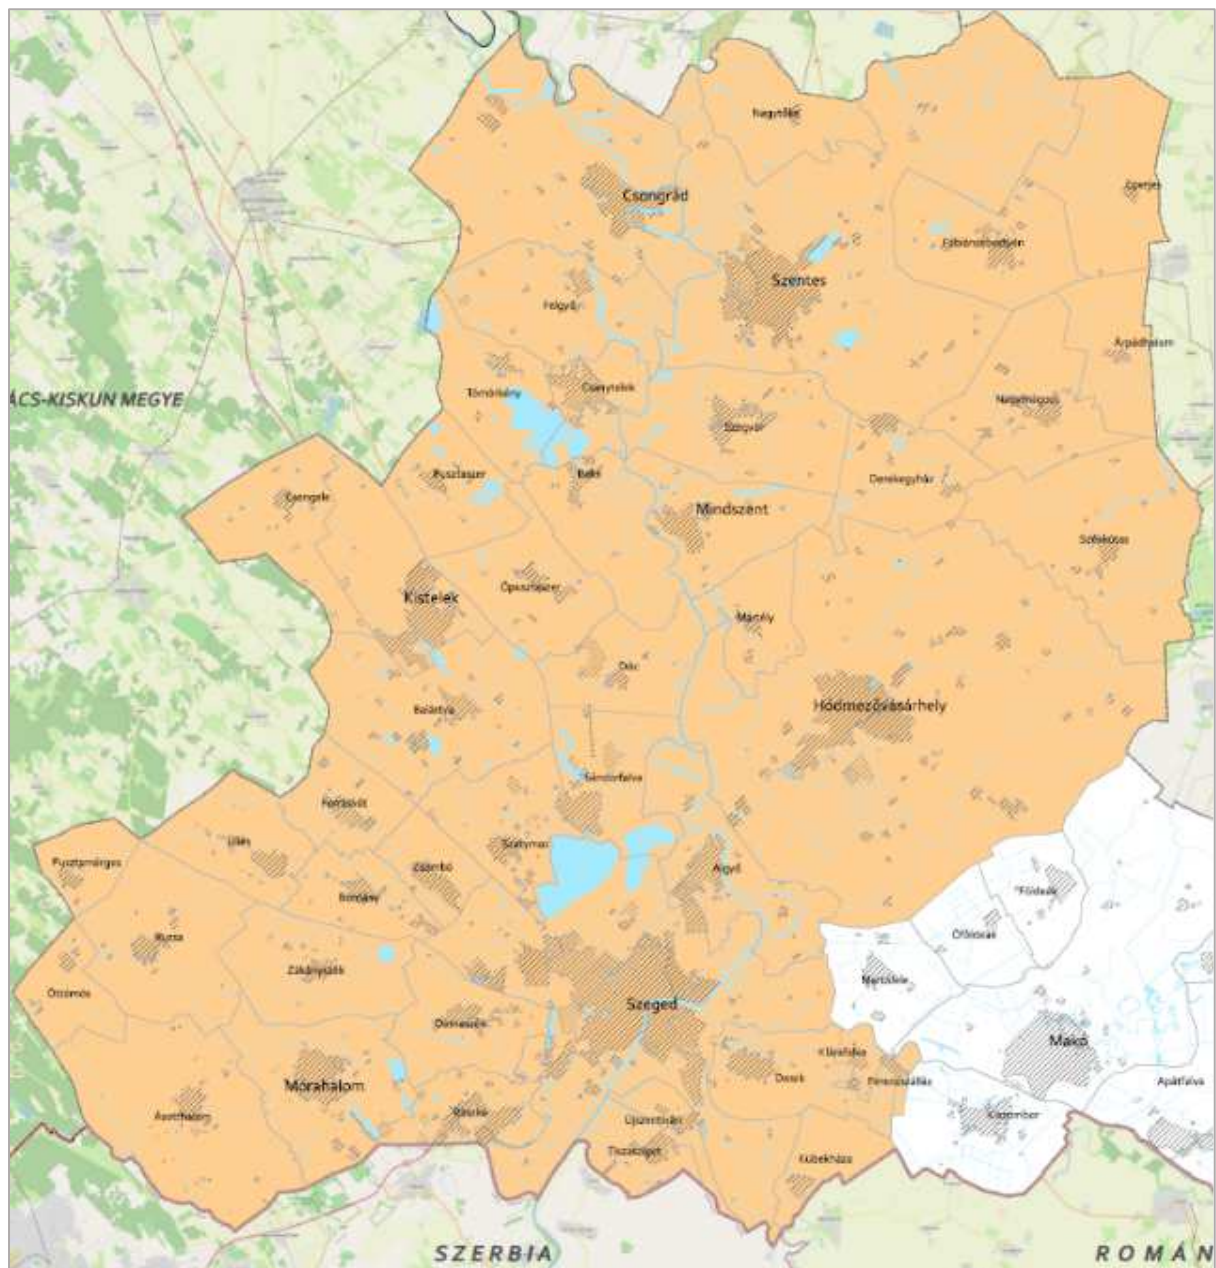 Nagytőke
Csongrád
Eperjes
Fábiánsebestyén
Szentes
Felgyő
Árpádhalom
Tömörkény
Csanytelek
ÁCS-KISKUN MEGYE
Nagymágocs
Szegvár
Pusztaszer
Baks
Derekegyház
Csengele
Mindszent
Székkutas
Ópusztaszer
Kistelek
Mártély
Dóc
Balástya
Hódmezővásárhely
Sándorfalva
Forráskút
Üllés
Szatymaz
Pusztamérges
Zsombó
Algyő
Bordány
Földeák
Ruzsa
Óföldeák
Zákányszék
Maroslele
Öttömös
Szeged
Domaszék
Makó
Klárafalva
Deszk
Ferencszállás
Apátfalva
Mórahalom
Röszke
Kiszombor
Ásotthalom
Újszentiván
Tiszasziget
Kübekháza
SZERBIA
ROMÁN